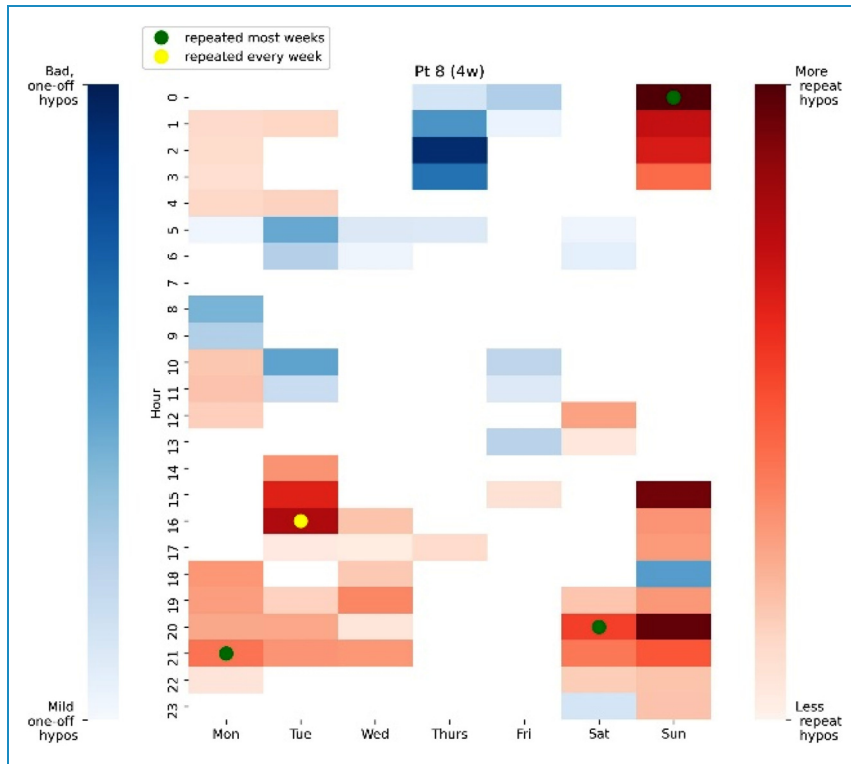 repeated most weeks
repeated every week
Bad,
one-off
hypos
Pt 8 (4w)
More
repeat
hypos
0
1
2
3
4
5
6
7
8
9
10
11
12
13
14
15
16
17
18
19
20
21
22
23
Hour
Mild
one-off
hypos
Mon
Tue
Wed
Thurs
Fri
Sat
Sun
Less
repeat
hypos